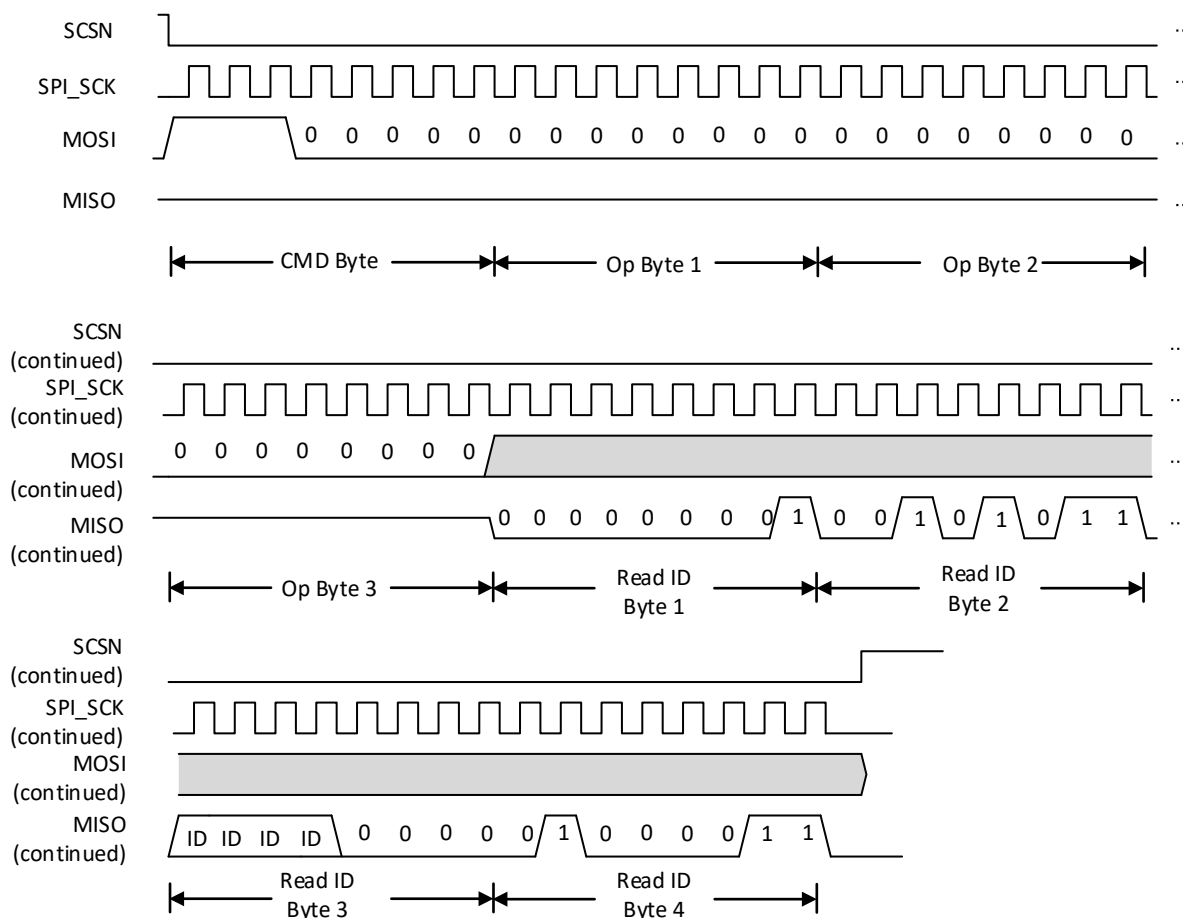 SCSN
..
SPI_SCK
..
MOSI
0 0 0 0 0 0 0 0 0 0 0 0 0 0 0 0 0 0 0 0 0
..
MISO
..
CMD Byte Op Byte 1 Op Byte 2
SCSN
(continued)
..
SPI_SCK
(continued)
..
0 0 0 0 0 0 0 0
MOSI
(continued)
..
MISO
(continued)
0 0 0 0 0 0 0 1 0 0 1 0 1 0 1 1
..
Op Byte 3
Read ID
Byte 1
Read ID
Byte 2
SCSN
(continued)
SPI_SCK
(continued)
MOSI
(continued)
MISO
(continued)
ID ID ID ID 0 0 0 0 0 1 0 0 0 0 1 1
Read ID
Byte 3
Read ID
Byte 4